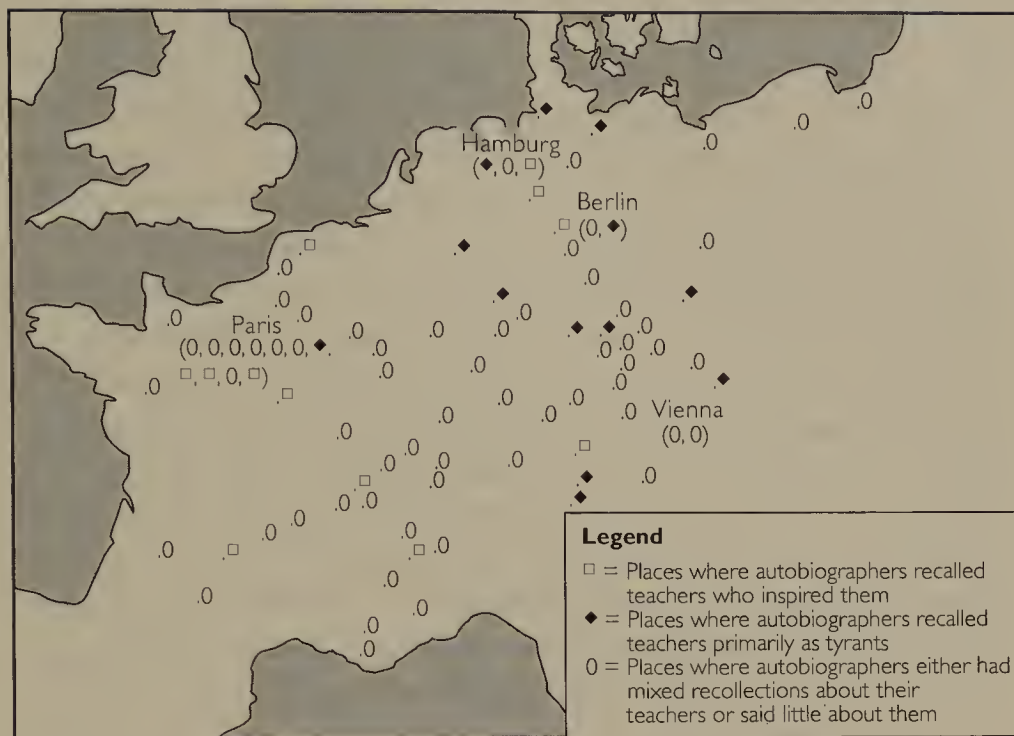 Hamburg
(◆, 0, □)
Berlin
(0, ◆)
Paris
(0, 0, 0, 0, 0, 0, ◆,
□, □, 0, □)
Vienna
(0, 0)
Legend
□ = Places where autobiographers recalled
teachers who inspired them
◆ = Places where autobiographers recalled
teachers primarily as tyrants
0 = Places where autobiographers either had
mixed recollections about their
teachers or said little about them